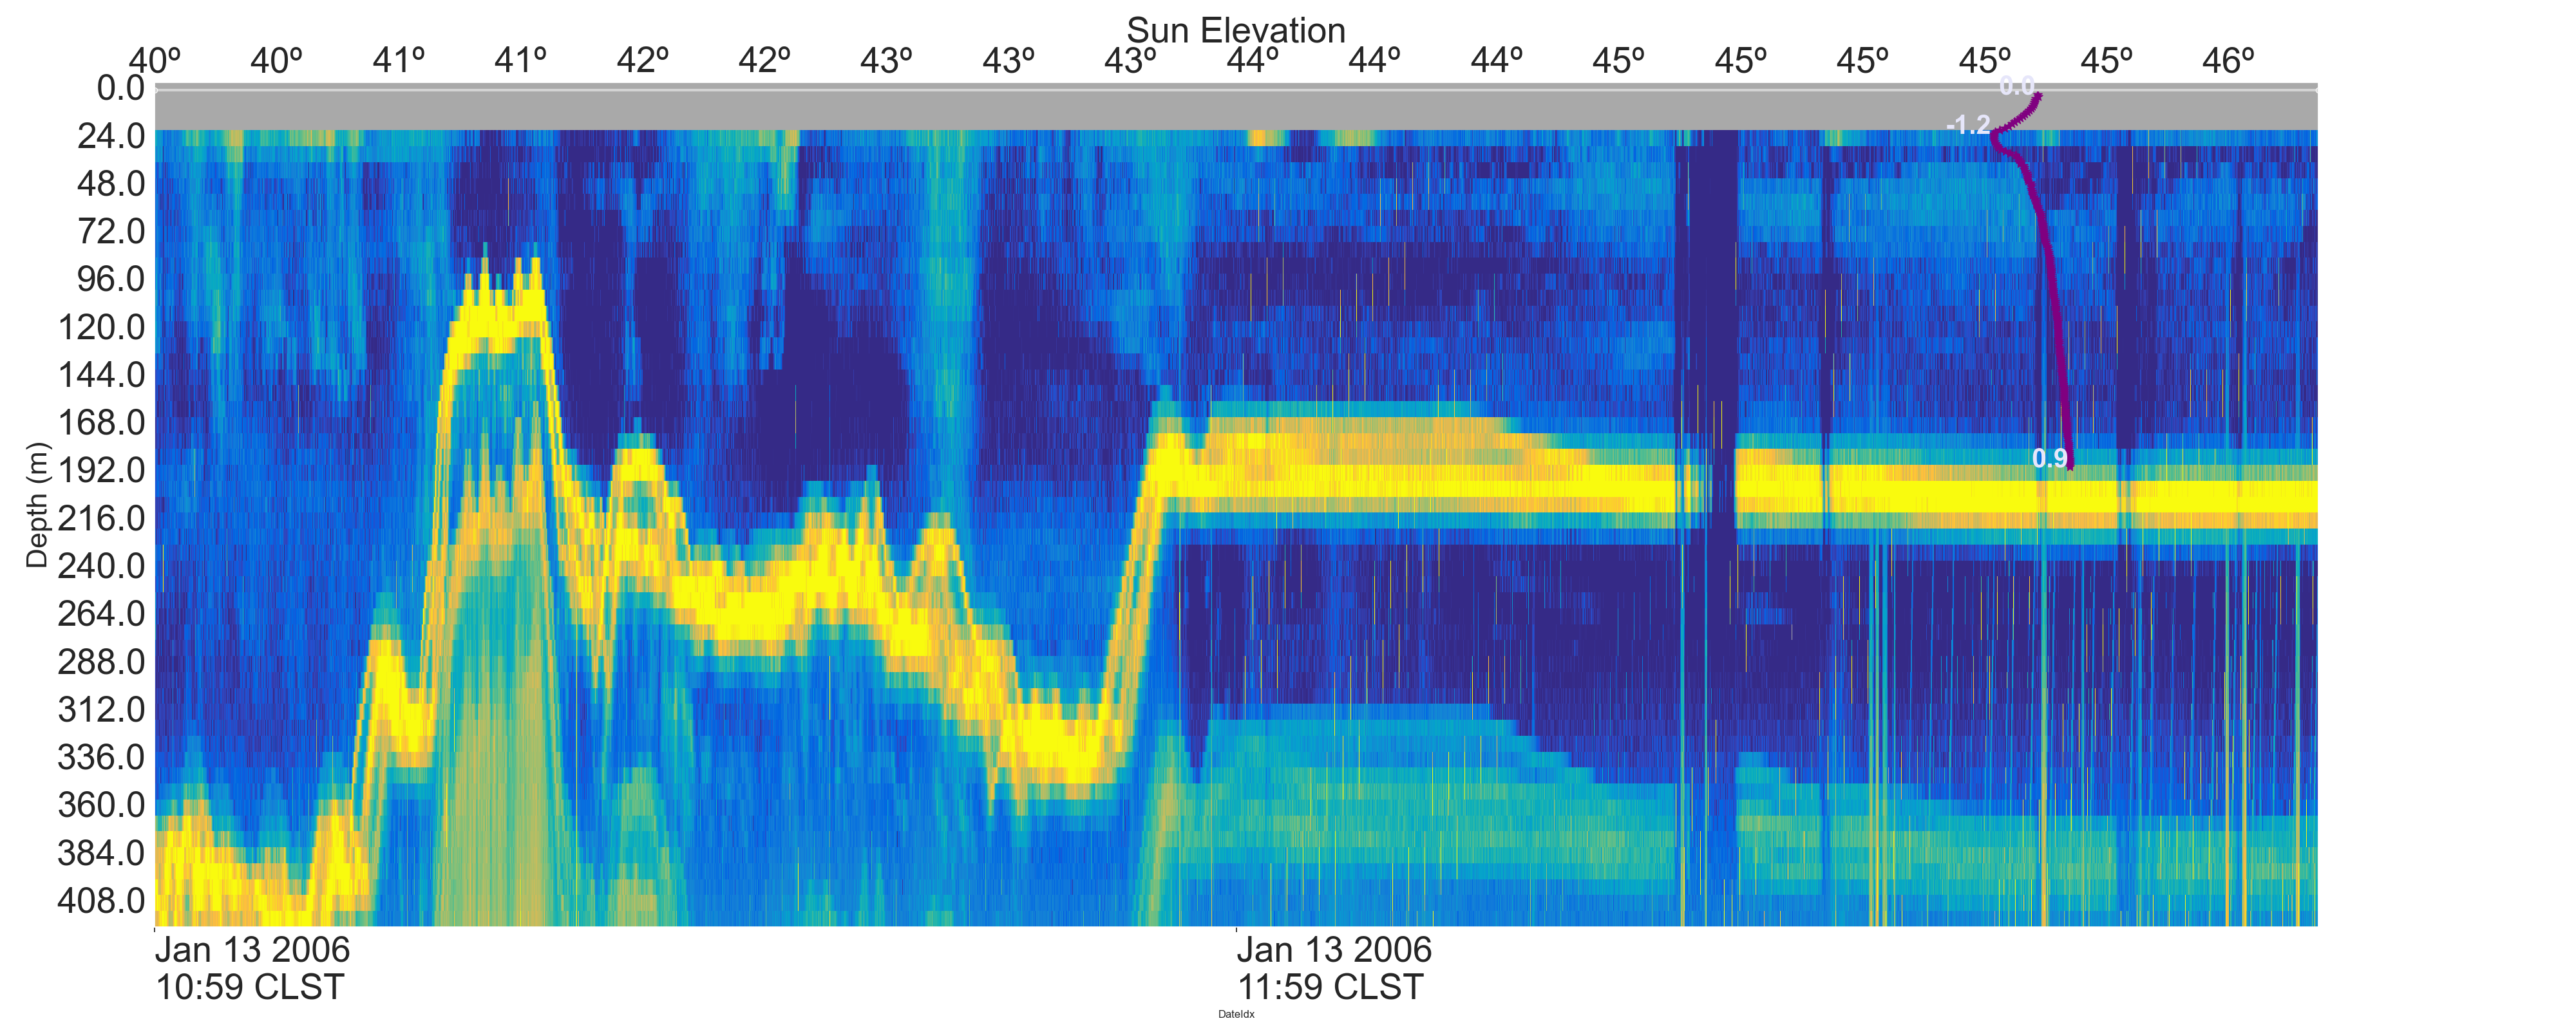 Sun Elevation
40º 40º 41º 41º 42º 42º 43º 43º 43º 44º 44º 44º 45º 45º 45º 45º 45º 46º
0.0
24.0
48.0
72.0
96.0
120.0
144.0
168.0
192.0
216.0
240.0
264.0
288.0
312.0
336.0
360.0
384.0
408.0
Depth (m)
0.0
-1.2
0.9
Jan 13 2006
10:59 CLST
Jan 13 2006
11:59 CLST
DateIdx